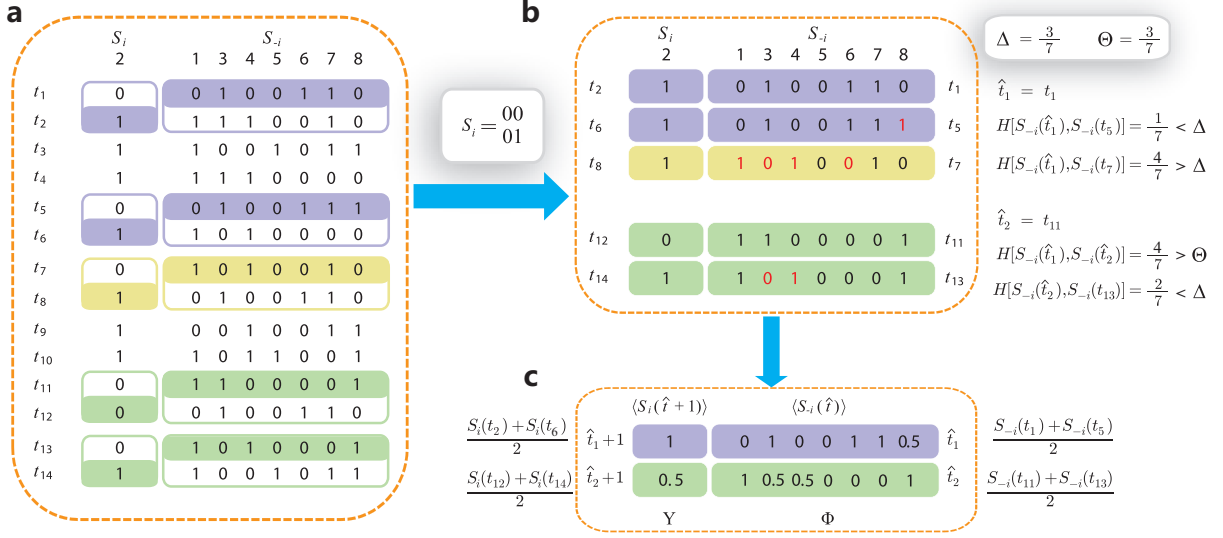 a
S_i S_{-i}
2 1 3 4 5 6 7 8
t_1 0 0 1 0 0 1 1 0
t_2 1 1 1 1 0 0 1 0
t_3 1 1 0 0 1 0 1 1
t_4 1 1 1 1 0 0 0 0
t_5 0 0 1 0 0 1 1 1
t_6 1 1 0 1 0 0 0 0
t_7 0 1 0 1 0 0 1 0
t_8 1 0 1 0 0 1 1 0
t_9 1 0 0 1 0 0 1 1
t_10 1 1 0 1 1 0 0 1
t_11 0 1 1 0 0 0 0 1
t_12 0 0 1 0 0 1 1 0
t_13 0 1 0 1 0 0 0 1
t_14 1 1 0 0 1 0 1 1
S_i = 00
01
b
S_i S_{-i}
2 1 3 4 5 6 7 8
t_2 1 0 1 0 0 1 1 0 t_1
t_6 1 0 1 0 0 1 1 1 t_5
t_8 1 1 0 1 0 0 1 0 t_7
t_12 0 1 1 0 0 0 0 1 t_11
t_14 1 1 0 1 0 0 0 1 t_13
Δ = 3/7 Θ = 3/7
t̂_1 = t_1
H[S_{-i}(t̂_1),S_{-i}(t_5)] = 1/7 < Δ
H[S_{-i}(t̂_1),S_{-i}(t_7)] = 4/7 > Δ
t̂_2 = t_11
H[S_{-i}(t̂_1),S_{-i}(t̂_2)] = 4/7 > Θ
H[S_{-i}(t̂_2),S_{-i}(t_13)] = 2/7 < Δ
c
⟨S_i(t̂+1)⟩ ⟨S_{-i}(t̂)⟩
S_i(t_2)+S_i(t_6)/2 t̂_1+1 1 0 1 0 0 1 1 0.5 t̂_1 S_{-i}(t_1)+S_{-i}(t_5)/2
S_i(t_12)+S_i(t_14)/2 t̂_2+1 0.5 1 0.5 0.5 0 0 0 1 t̂_2 S_{-i}(t_11)+S_{-i}(t_13)/2
Υ Φ